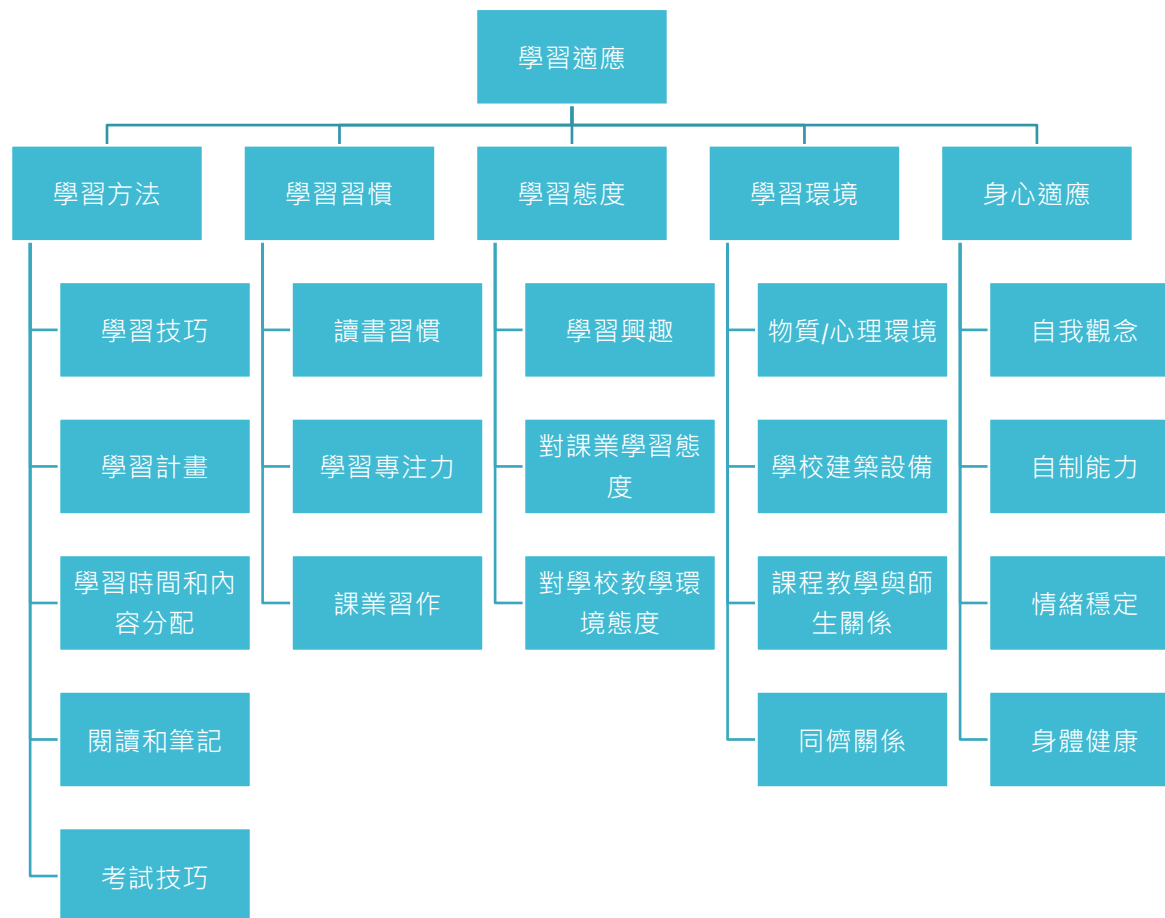 學習適應
學習方法
學習技巧
學習計畫
學習時間和內
容分配
閱讀和筆記
考試技巧
學習習慣
讀書習慣
學習專注力
課業習作
學習態度
學習興趣
對課業學習態
度
對學校教學環
境態度
學習環境
物質/心理環境
學校建築設備
課程教學與師
生關係
同儕關係
身心適應
自我觀念
自制能力
情緒穩定
身體健康